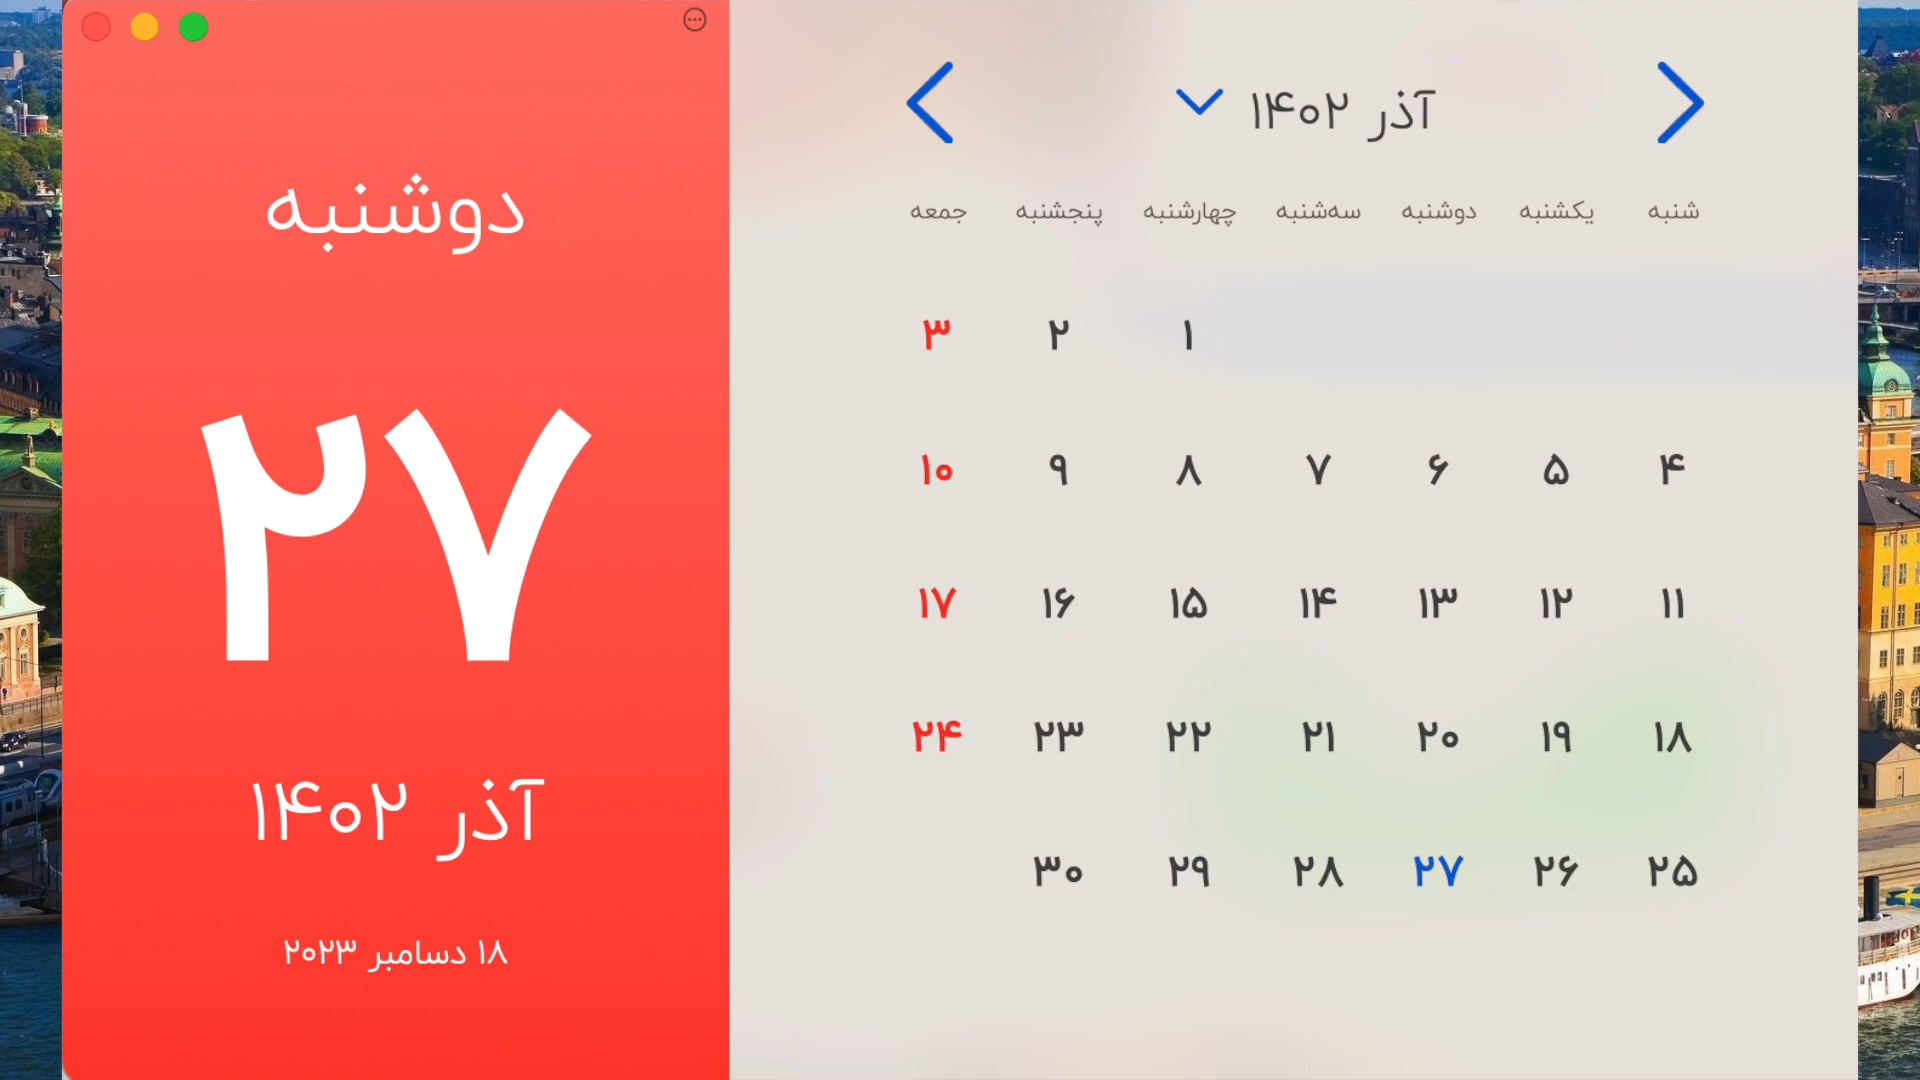 دوشنبه
۲۷
آذر ۱۴۰۲
۱۸ دسامبر ۲۰۲۳
آذر ۱۴۰۲
شنبه یکشنبه دوشنبه سه‌شنبه چهارشنبه پنجشنبه جمعه
۱ ۲ ۳
۴ ۵ ۶ ۷ ۸ ۹ ۱۰
۱۱ ۱۲ ۱۳ ۱۴ ۱۵ ۱۶ ۱۷
۱۸ ۱۹ ۲۰ ۲۱ ۲۲ ۲۳ ۲۴
۲۵ ۲۶ ۲۷ ۲۸ ۲۹ ۳۰